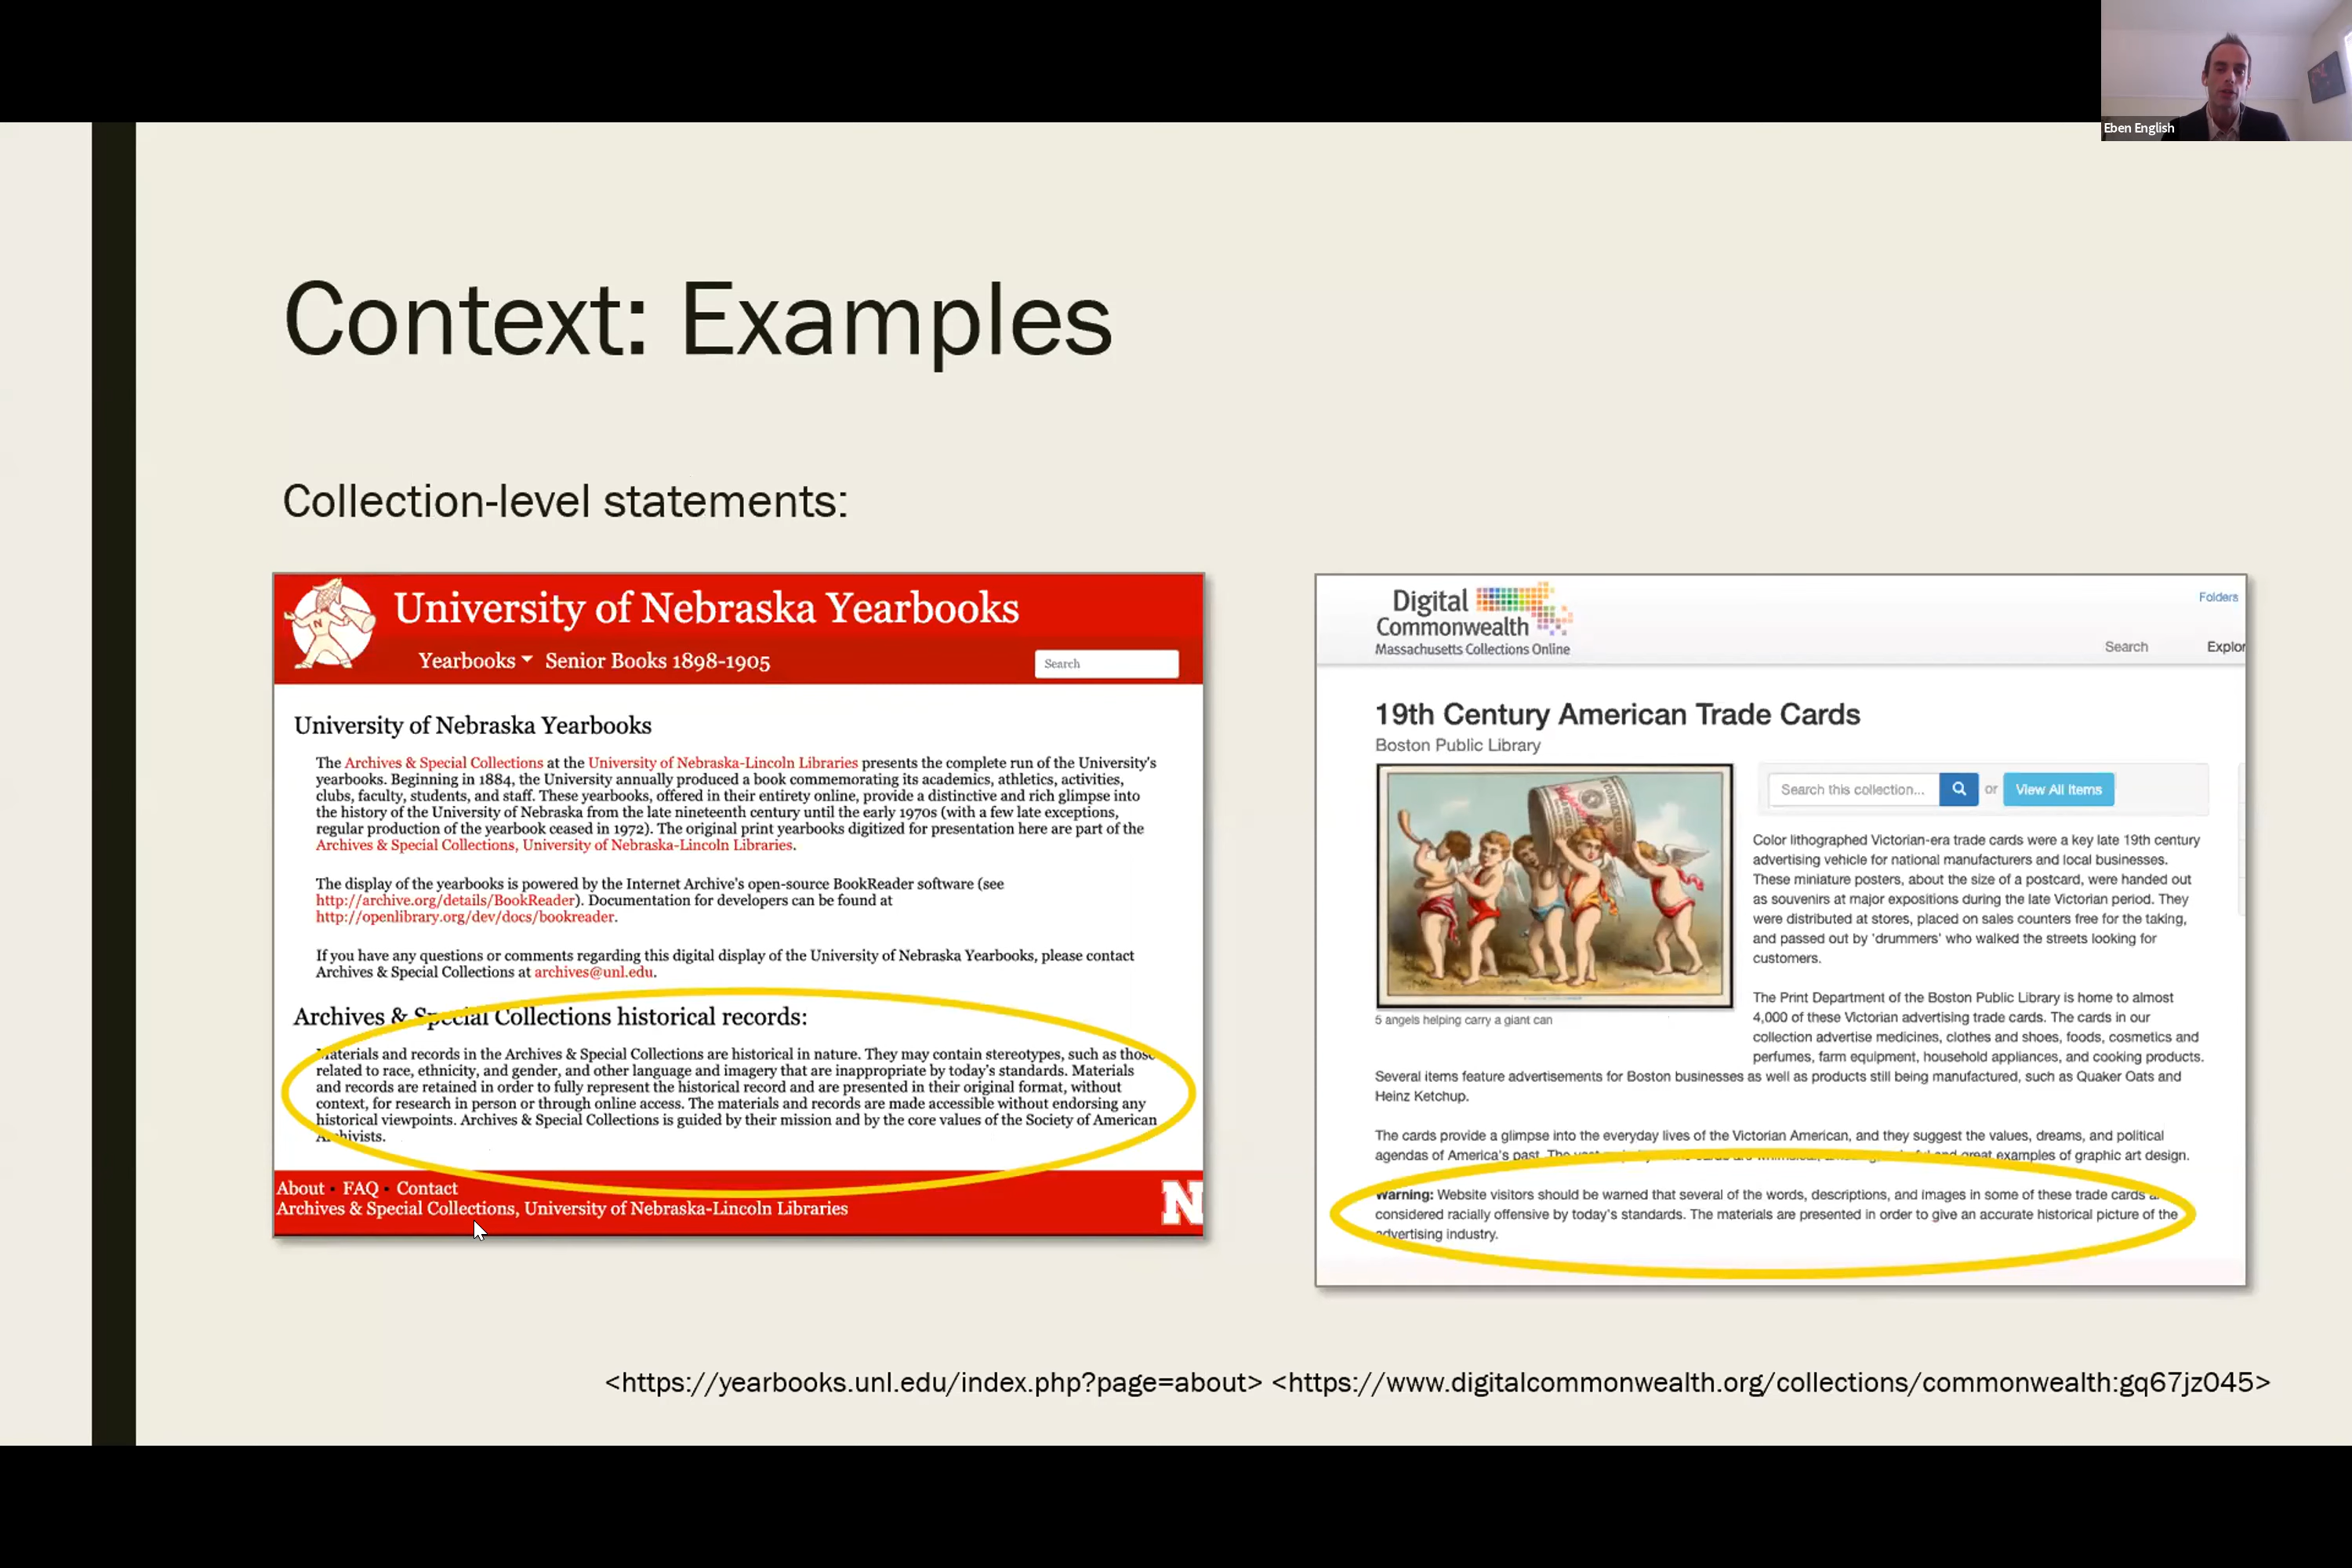 Eben English
Context: Examples
Collection-level statements:
University of Nebraska Yearbooks
Yearbooks Senior Books 1898-1905
Search
University of Nebraska Yearbooks
The Archives & Special Collections at the University of Nebraska-Lincoln Libraries presents the complete run of the University's
yearbooks. Beginning in 1884, the University annually produced a book commemorating its academics, athletics, activities,
clubs, faculty, students, and staff. These yearbooks, offered in their entirety online, provide a distinctive and rich glimpse into
the history of the University of Nebraska from the late nineteenth century until the early 1970s (with a few late exceptions,
regular production of the yearbook ceased in 1972). The original print yearbooks digitized for presentation here are part of the
Archives & Special Collections, University of Nebraska-Lincoln Libraries.
The display of the yearbooks is powered by the Internet Archive's open-source BookReader software (see
http://archive.org/details/BookReader). Documentation for developers can be found at
http://openlibrary.org/dev/docs/bookreader.
If you have any questions or comments regarding this digital display of the University of Nebraska Yearbooks, please contact
Archives & Special Collections at archives@unl.edu.
Archives & Special Collections historical records:
Materials and records in the Archives & Special Collections are historical in nature. They may contain stereotypes, such as those
related to race, ethnicity, and gender, and other language and imagery that are inappropriate by today's standards. Materials
and records are retained in order to fully represent the historical record and are presented in their original format, without
context, for research in person or through online access. The materials and records are made accessible without endorsing any
historical viewpoints. Archives & Special Collections is guided by their mission and by the core values of the Society of American
Archivists.
About · FAQ · Contact
Archives & Special Collections, University of Nebraska-Lincoln Libraries
N
Digital
Commonwealth
Massachusetts Collections Online
Folders
Search Explor
19th Century American Trade Cards
Boston Public Library
Search this collection... or View All Items
5 angels helping carry a giant can
Color lithographed Victorian-era trade cards were a key late 19th century
advertising vehicle for national manufacturers and local businesses.
These miniature posters, about the size of a postcard, were handed out
as souvenirs at major expositions during the late Victorian period. They
were distributed at stores, placed on sales counters free for the taking,
and passed out by 'drummers' who walked the streets looking for
customers.
The Print Department of the Boston Public Library is home to almost
4,000 of these Victorian advertising trade cards. The cards in our
collection advertise medicines, clothes and shoes, foods, cosmetics and
perfumes, farm equipment, household appliances, and cooking products.
Several items feature advertisements for Boston businesses as well as products still being manufactured, such as Quaker Oats and
Heinz Ketchup.
The cards provide a glimpse into the everyday lives of the Victorian American, and they suggest the values, dreams, and political
agendas of America's past. The and great examples of graphic art design.
Warning: Website visitors should be warned that several of the words, descriptions, and images in some of these trade cards
considered racially offensive by today's standards. The materials are presented in order to give an accurate historical picture of the
advertising industry.
<https://yearbooks.unl.edu/index.php?page=about> <https://www.digitalcommonwealth.org/collections/commonwealth:gq67jz045>